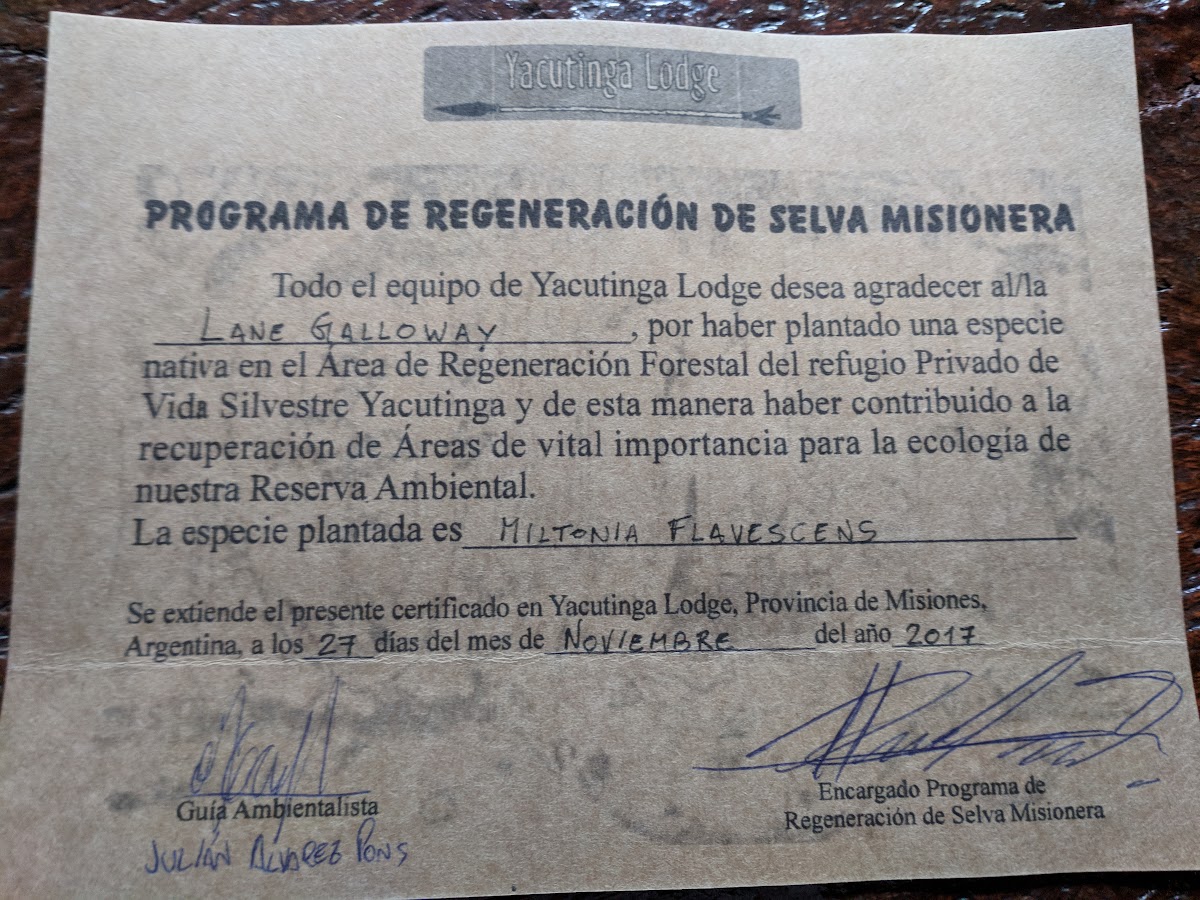 Yacutinga Lodge
PROGRAMA DE REGENERACIÓN DE SELVA MISIONERA
Todo el equipo de Yacutinga Lodge desea agradecer al/la
LANE GALLOWAY, por haber plantado una especie
nativa en el Área de Regeneración Forestal del refugio Privado de
Vida Silvestre Yacutinga y de esta manera haber contribuido a la
recuperación de Áreas de vital importancia para la ecología de
nuestra Reserva Ambiental.
La especie plantada es MILTONIA FLAVESCENS
Se extiende el presente certificado en Yacutinga Lodge, Provincia de Misiones,
Argentina, a los 27 días del mes de NOVIEMBRE del año 2017
Guía Ambientalista
JULIÁN ALVAREZ PONS
Encargado Programa de
Regeneración de Selva Misionera